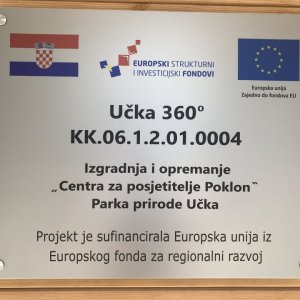 EUROPSKI STRUKTURNI
I INVESTICIJSKI FONDOVI
Europska unija
Zajedno do fondova EU
Učka 360º
KK.06.1.2.01.0004
Izgradnja i opremanje
„Centra za posjetitelje Poklon“
Parka prirode Učka
Projekt je sufinancirala Europska unija iz
Europskog fonda za regionalni razvoj